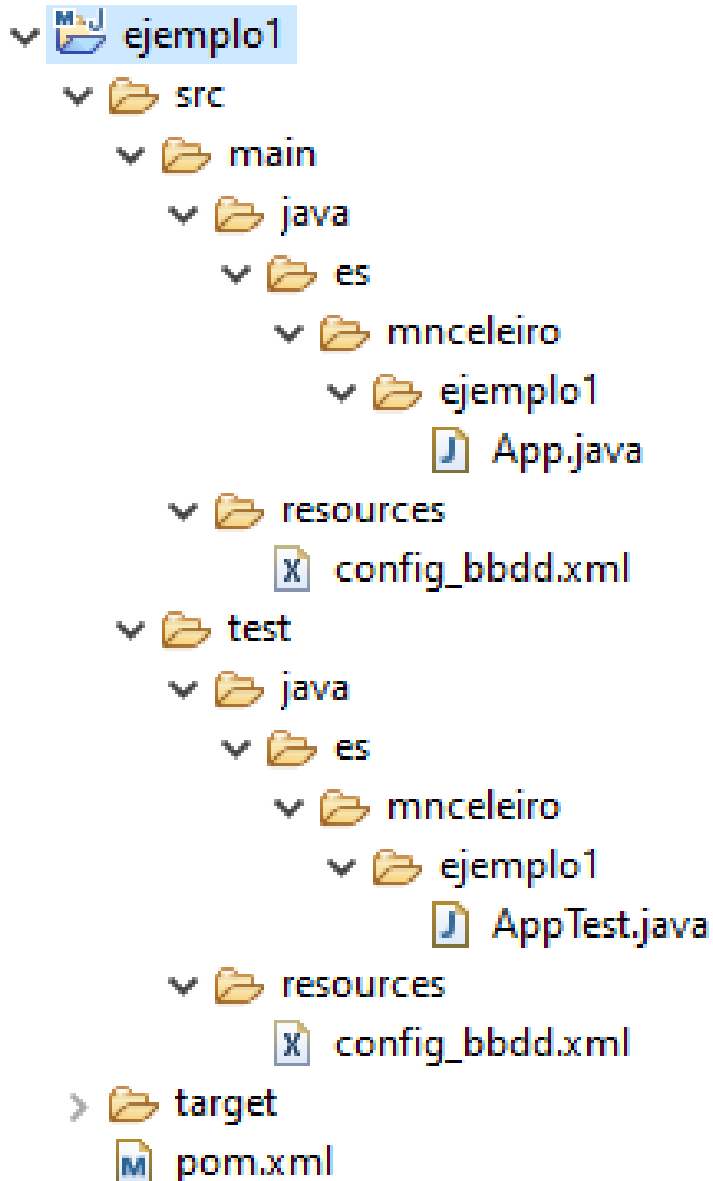 ejemplo1
src
main
java
es
mnceleiro
ejemplo1
App.java
resources
config_bbdd.xml
test
java
es
mnceleiro
ejemplo1
AppTest.java
resources
config_bbdd.xml
target
pom.xml